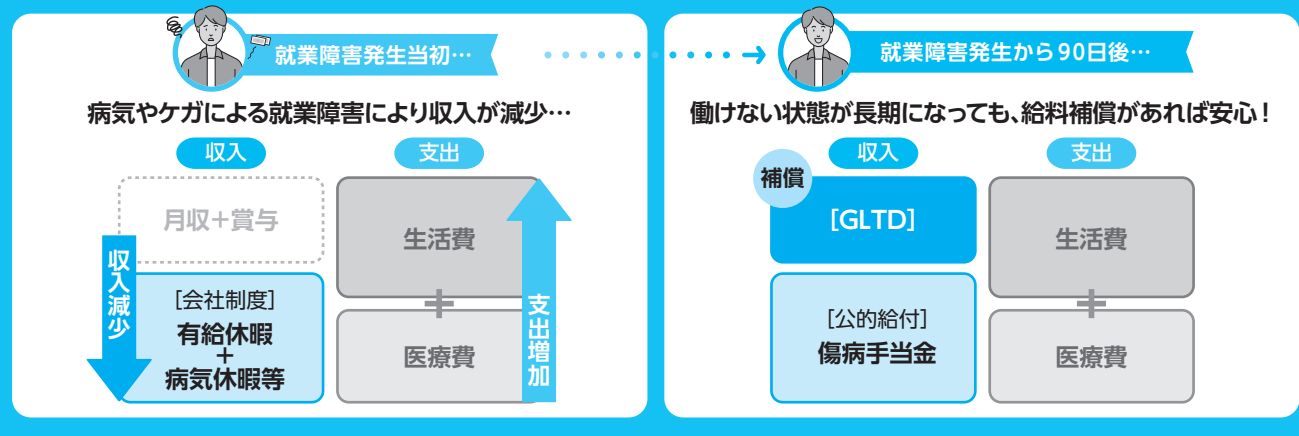 就業障害発生当初…
病気やケガによる就業障害により収入が減少…
収入
支出
月収＋賞与
収入減少
[会社制度]
有給休暇
＋
病気休暇等
生活費
＋
医療費
支出増加
就業障害発生から90日後…
働けない状態が長期になっても、給料補償があれば安心！
収入
支出
補償
[GLTD]
[公的給付]
傷病手当金
生活費
＋
医療費